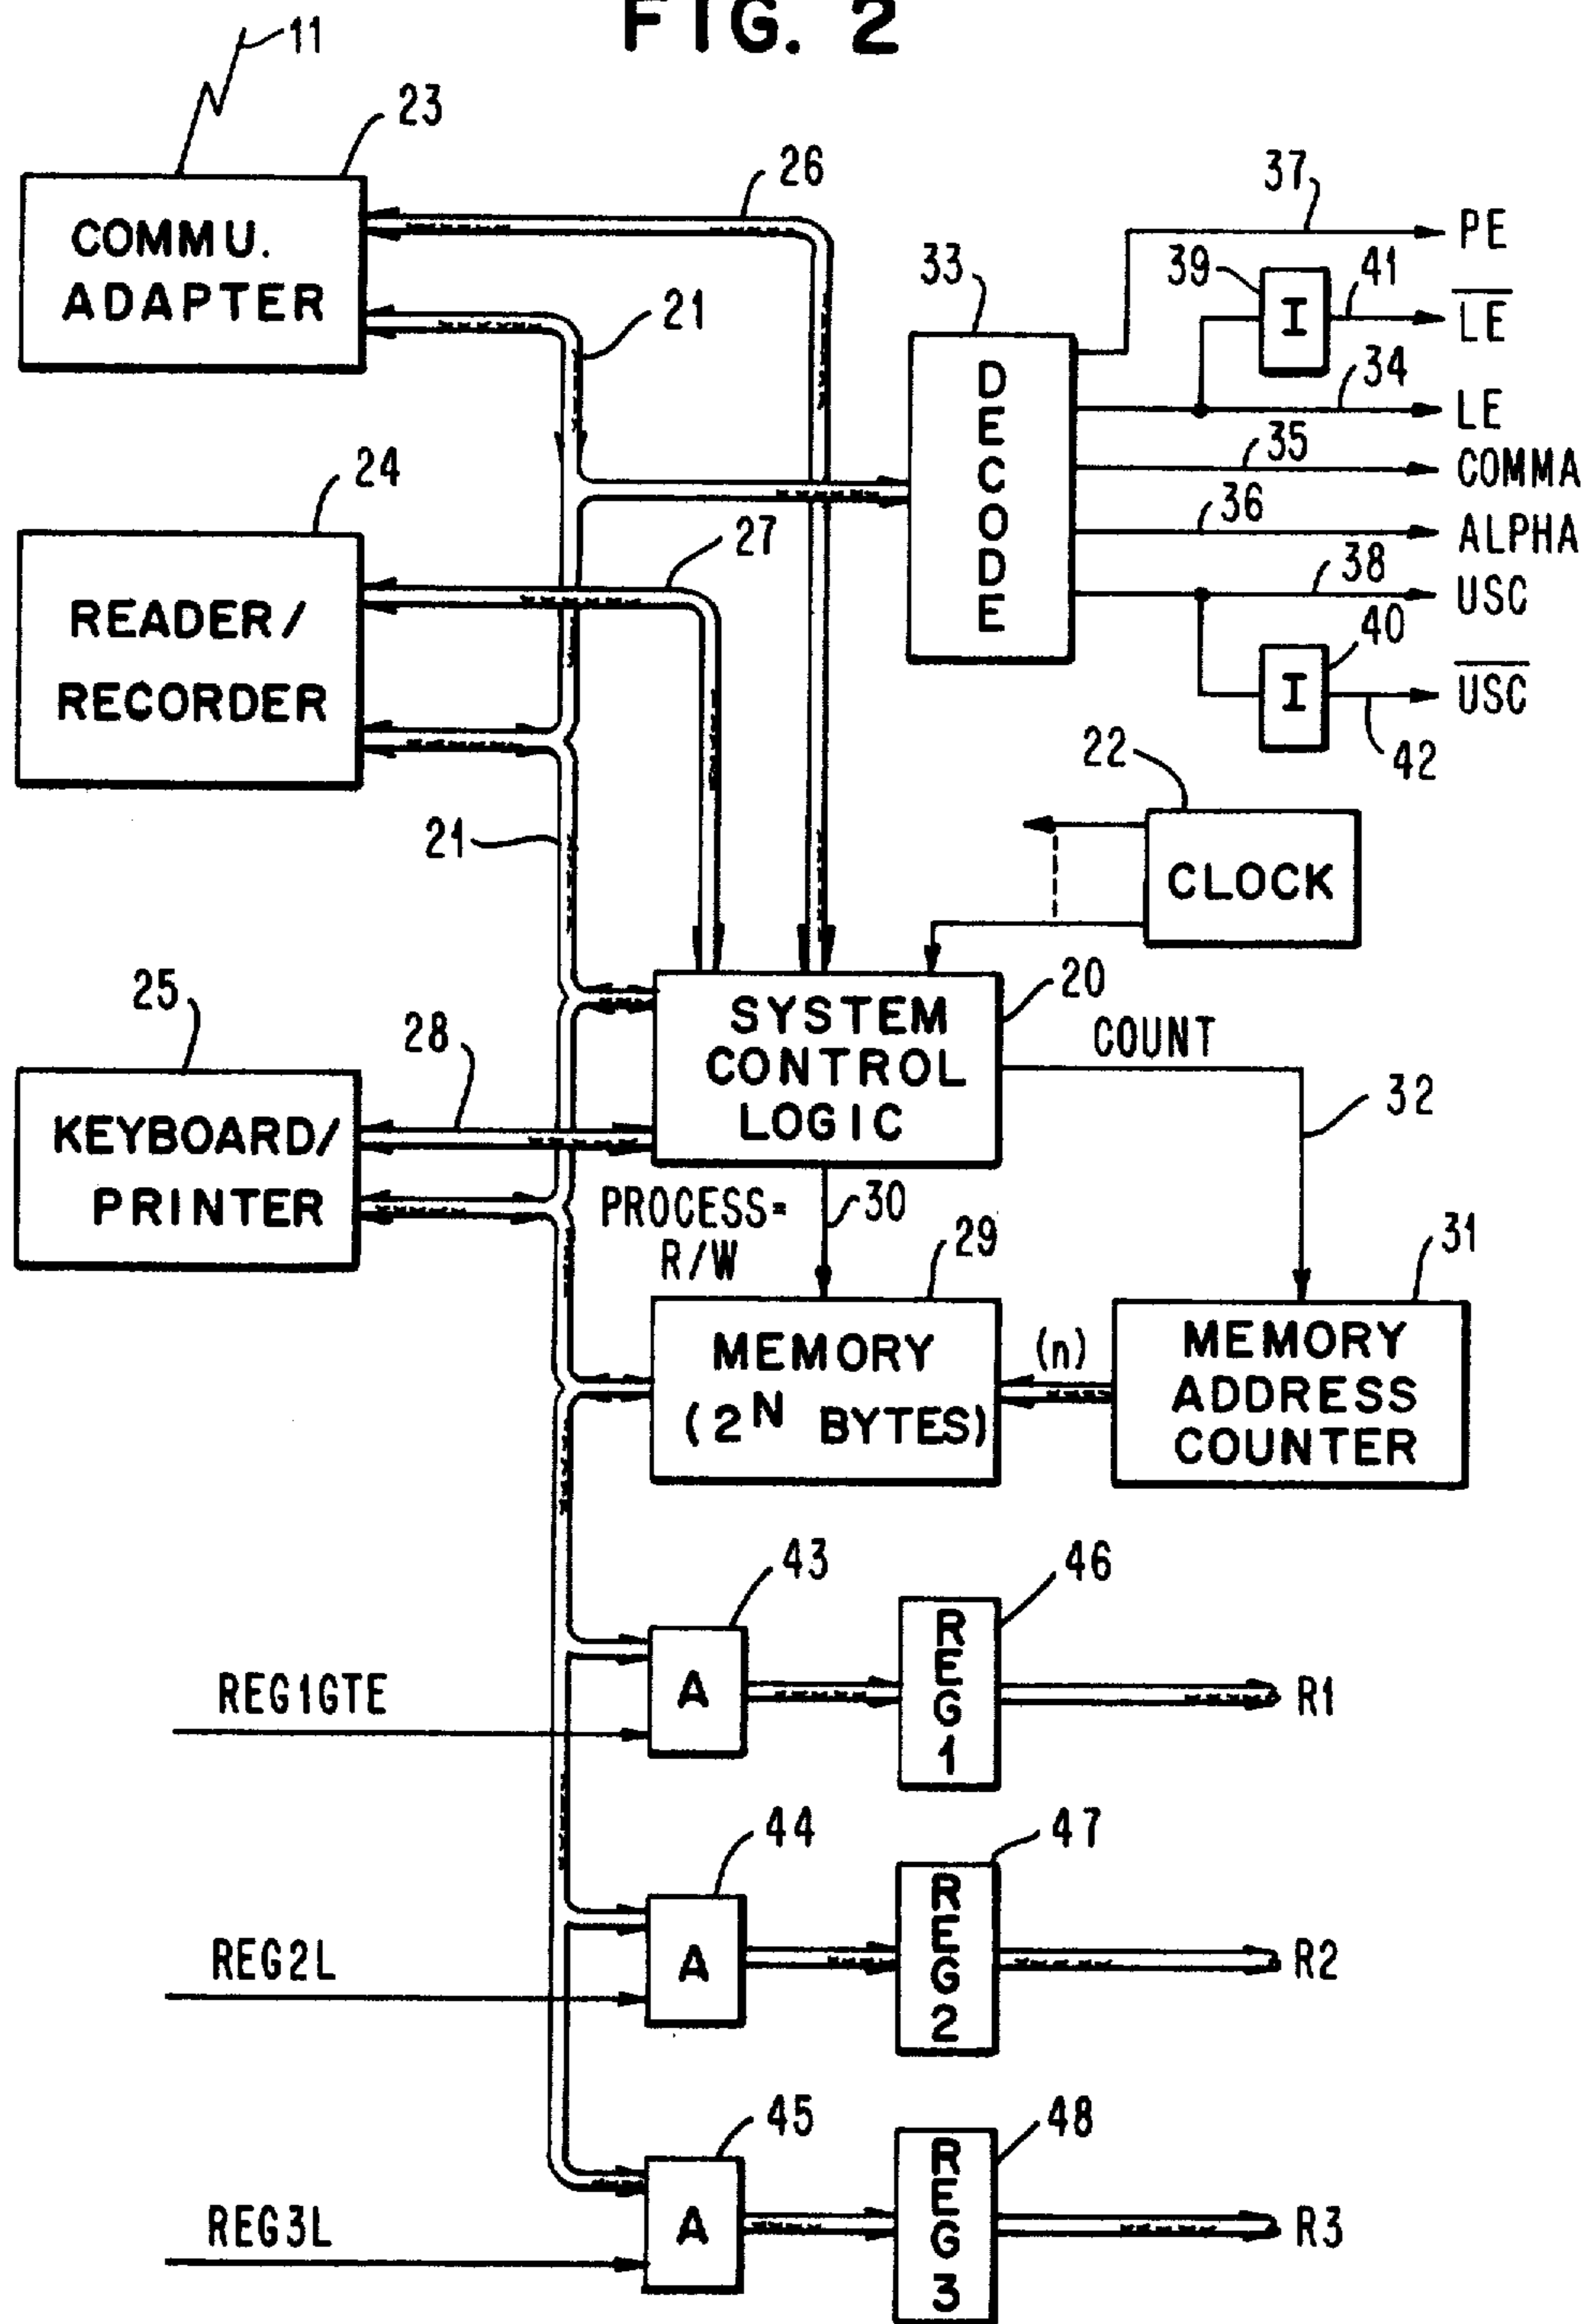 FIG. 2
11
23
COMMU.
ADAPTER
26
21
37
PE
33
39
I
41
L̅E̅
34
LE
DECODE
35
COMMA
36
ALPHA
38
USC
40
I
U̅S̅C̅
42
24
READER/
RECORDER
27
21
22
CLOCK
25
28
KEYBOARD/
PRINTER
20
SYSTEM
CONTROL
LOGIC
COUNT
32
PROCESS=
R/W
30
29
MEMORY
(2^N BYTES)
(n)
31
MEMORY
ADDRESS
COUNTER
43
46
REG1GTE
A
REG1
R1
44
47
REG2L
A
REG2
R2
45
48
REG3L
A
REG3
R3